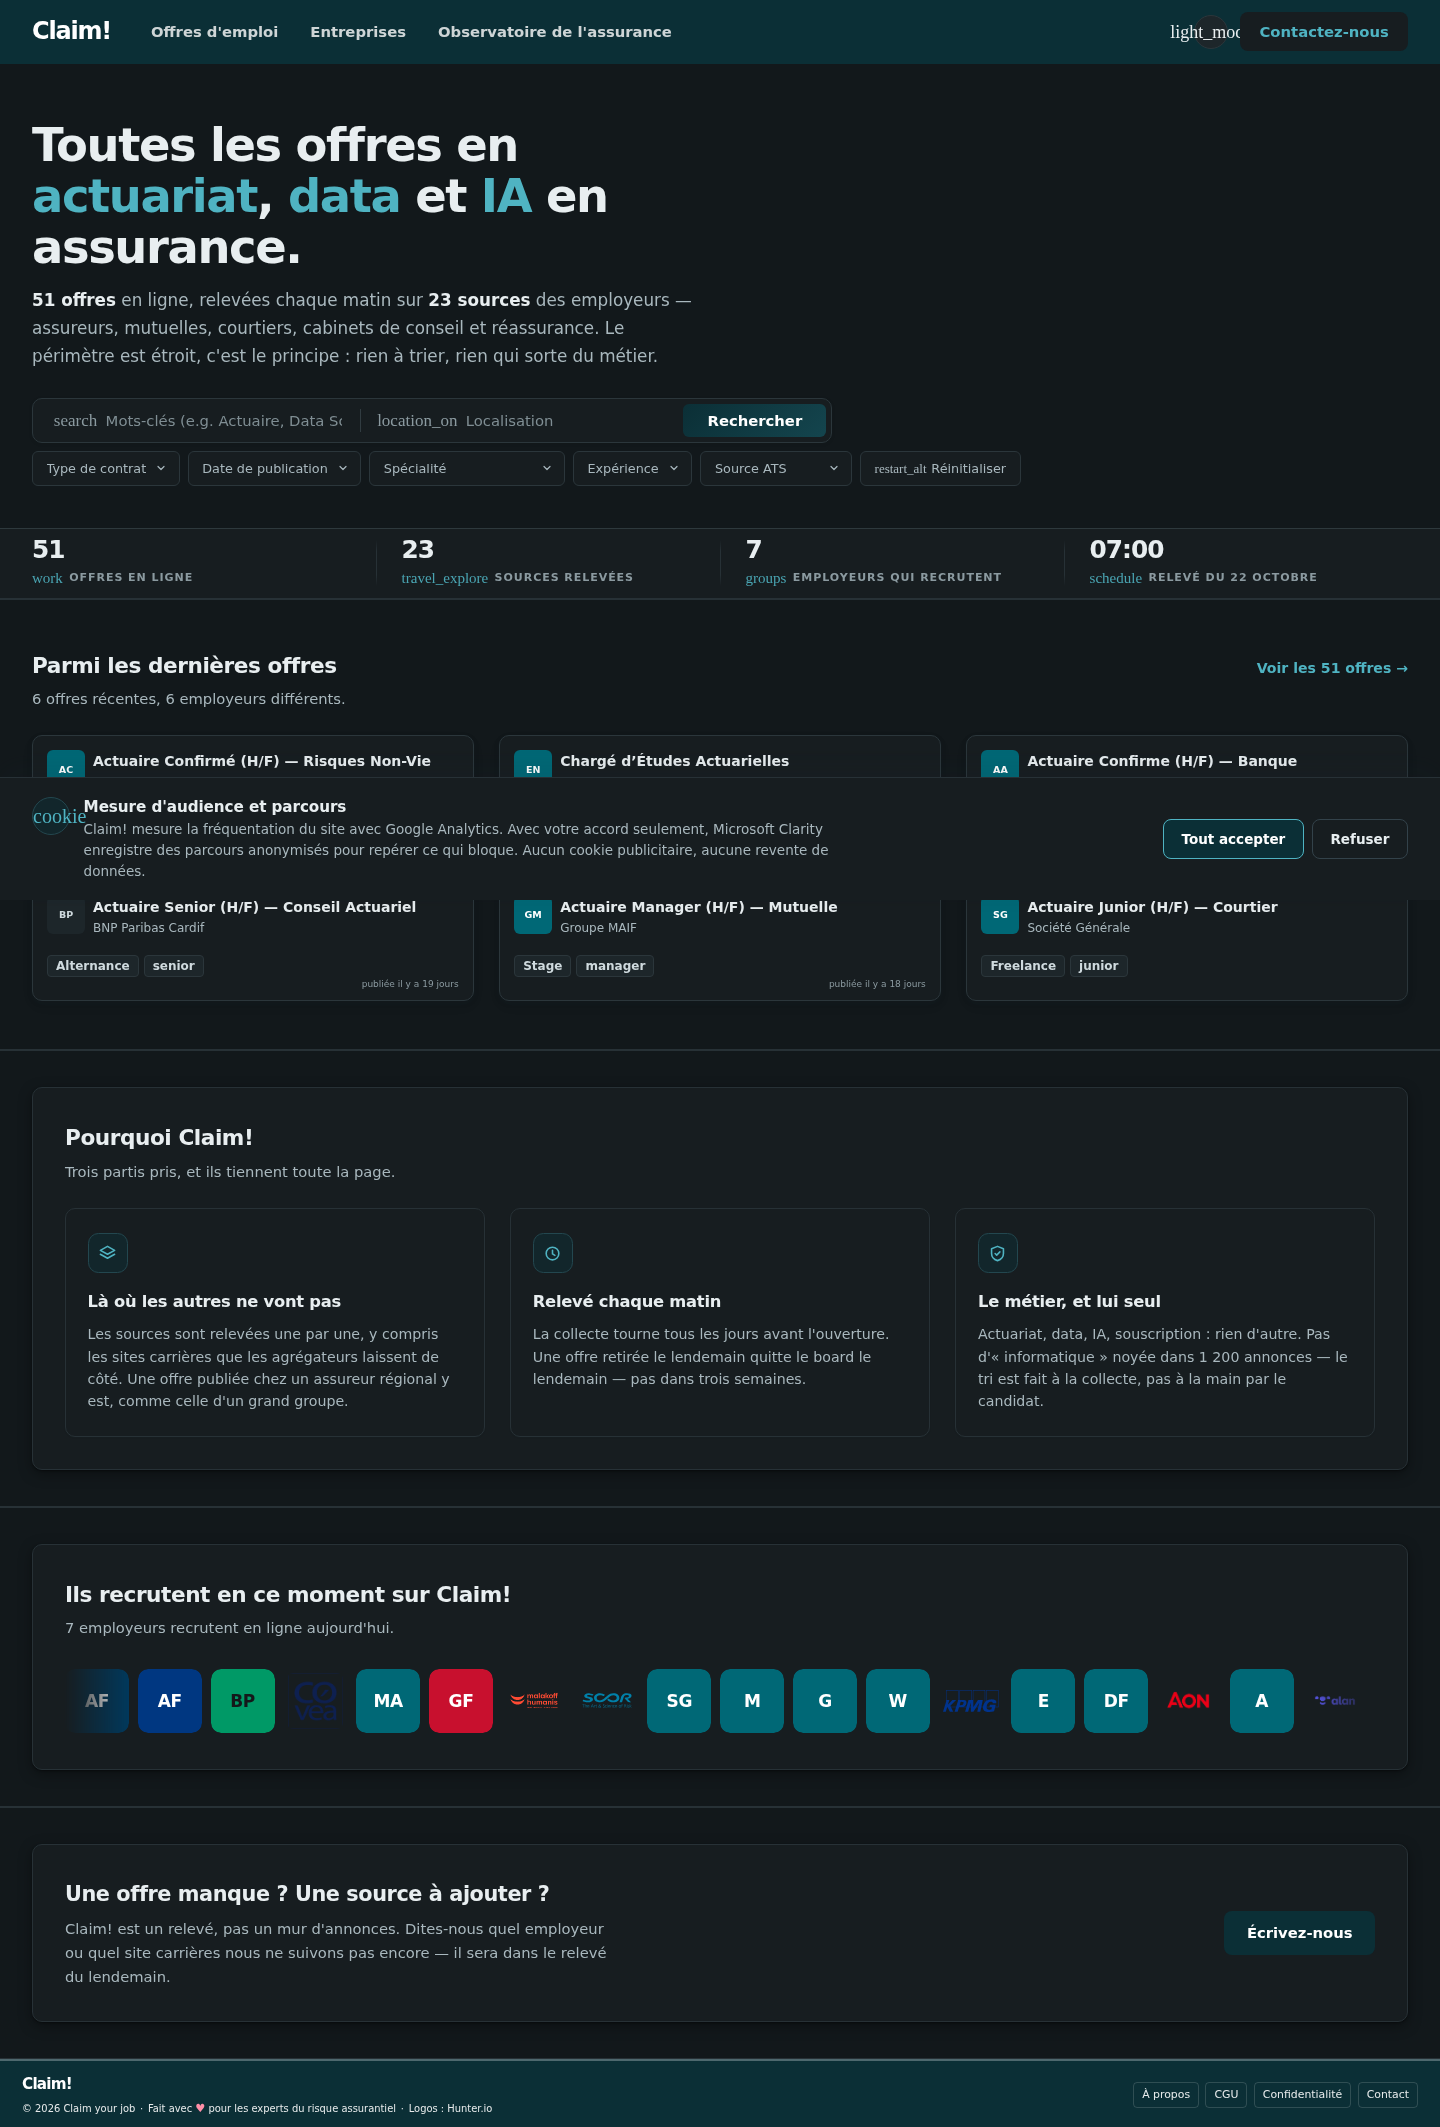 Claim! Offres d'emploi Entreprises Observatoire de l'assurance Contactez-nous
Toutes les offres en
actuariat, data et IA en
assurance.
51 offres en ligne, relevées chaque matin sur 23 sources des employeurs —
assureurs, mutuelles, courtiers, cabinets de conseil et réassurance. Le
périmètre est étroit, c'est le principe : rien à trier, rien qui sorte du métier.
search Mots-clés (e.g. Actuaire, Data location_on Localisation Rechercher
Type de contrat Date de publication Spécialité Expérience Source ATS restart_alt Réinitialiser
51 23 7 07:00
work OFFRES EN LIGNE travel_explore SOURCES RELEVÉES groups EMPLOYEURS QUI RECRUTENT schedule RELEVÉ DU 22 OCTOBRE
Parmi les dernières offres Voir les 51 offres →
6 offres récentes, 6 employeurs différents.
AC Actuaire Confirmé (H/F) — Risques Non-Vie EN Chargé d’Études Actuarielles AA Actuaire Confirme (H/F) — Banque
cookie Mesure d'audience et parcours
Claim! mesure la fréquentation du site avec Google Analytics. Avec votre accord seulement, Microsoft Clarity
enregistre des parcours anonymisés pour repérer ce qui bloque. Aucun cookie publicitaire, aucune revente de
données.
Tout accepter Refuser
BP Actuaire Senior (H/F) — Conseil Actuariel GM Actuaire Manager (H/F) — Mutuelle SG Actuaire Junior (H/F) — Courtier
BNP Paribas Cardif Groupe MAIF Société Générale
Alternance senior Stage manager Freelance junior
publiée il y a 19 jours publiée il y a 18 jours
Pourquoi Claim!
Trois partis pris, et ils tiennent toute la page.
Là où les autres ne vont pas
Les sources sont relevées une par une, y compris
les sites carrières que les agrégateurs laissent de
côté. Une offre publiée chez un assureur régional y
est, comme celle d'un grand groupe.
Relevé chaque matin
La collecte tourne tous les jours avant l'ouverture.
Une offre retirée le lendemain quitte le board le
lendemain — pas dans trois semaines.
Le métier, et lui seul
Actuariat, data, IA, souscription : rien d'autre. Pas
d'« informatique » noyée dans 1 200 annonces — le
tri est fait à la collecte, pas à la main par le
candidat.
Ils recrutent en ce moment sur Claim!
7 employeurs recrutent en ligne aujourd'hui.
AF AF BP covéa MA GF malakoff humanis SCOR SG M G W KPMG E DF AON A alan
Une offre manque ? Une source à ajouter ?
Claim! est un relevé, pas un mur d'annonces. Dites-nous quel employeur
ou quel site carrières nous ne suivons pas encore — il sera dans le relevé
du lendemain.
Écrivez-nous
Claim!
© 2026 Claim your job · Fait avec ♥ pour les experts du risque assurantiel · Logos : Hunter.io
À propos CGU Confidentialité Contact